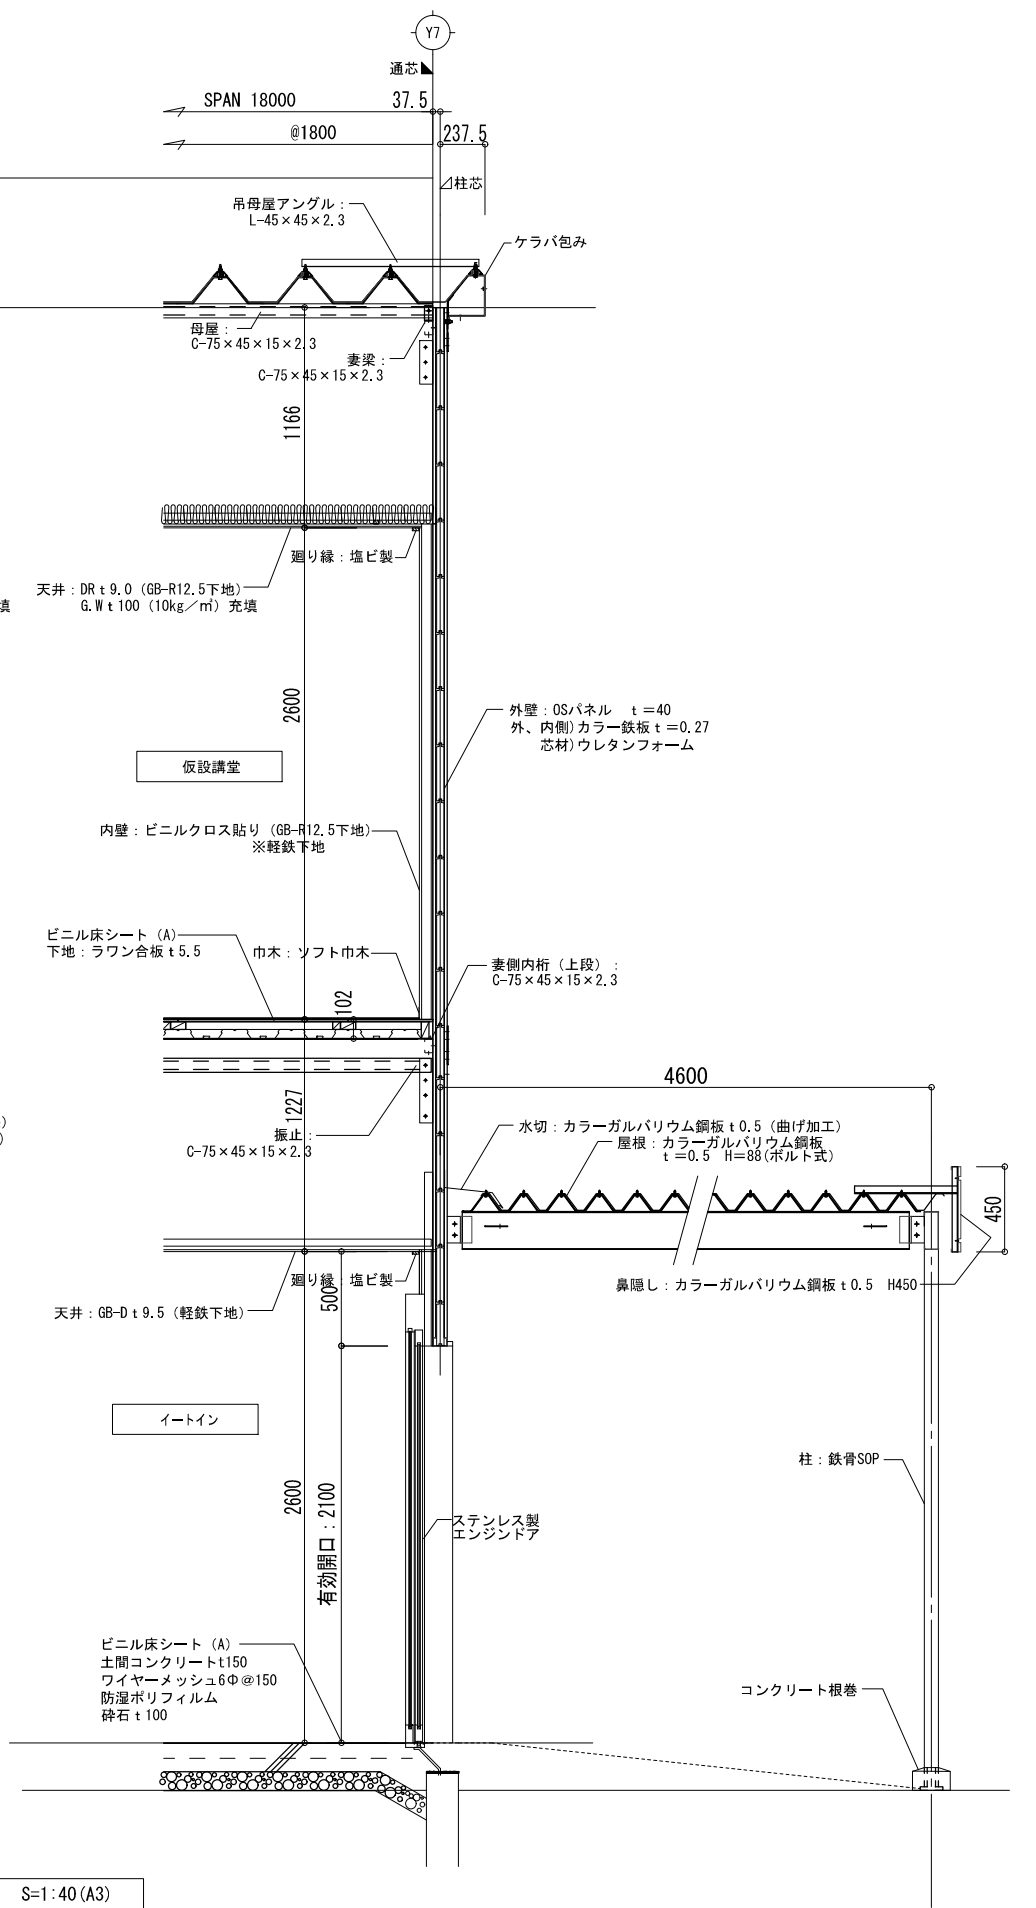 Y7
通芯
SPAN 18000
37.5
@1800
237.5
柱芯
吊母屋アングル：
L-45×45×2.3
ケラバ包み
母屋：
C-75×45×15×2.3
妻梁：
C-75×45×15×2.3
1166
廻り縁：塩ビ製
天井：DRｔ9.0（GB-R12.5下地）
填
G.Wｔ100（10kg／㎡）充填
2600
外壁：OSパネル　ｔ＝40
外、内側)カラー鉄板ｔ＝0.27
芯材)ウレタンフォーム
仮設講堂
内壁：ビニルクロス貼り（GB-R12.5下地）
※軽鉄下地
ビニル床シート（A）
下地：ラワン合板ｔ5.5
巾木：ソフト巾木
妻側内桁（上段）：
C-75×45×15×2.3
102
4600
1227
)
)
水切：カラーガルバリウム鋼板ｔ0.5（曲げ加工）
振止：
C-75×45×15×2.3
屋根：カラーガルバリウム鋼板
ｔ＝0.5　H＝88(ボルト式)
450
廻り縁：塩ビ製
500
鼻隠し：カラーガルバリウム鋼板ｔ0.5　H450
天井：GB-Dｔ9.5（軽鉄下地）
イートイン
柱：鉄骨SOP
2600
有効開口：2100
ステンレス製
エンジンドア
ビニル床シート（A）
土間コンクリートt150
ワイヤーメッシュ6Φ＠150
防湿ポリフィルム
砕石ｔ100
コンクリート根巻
S=1:40(A3)